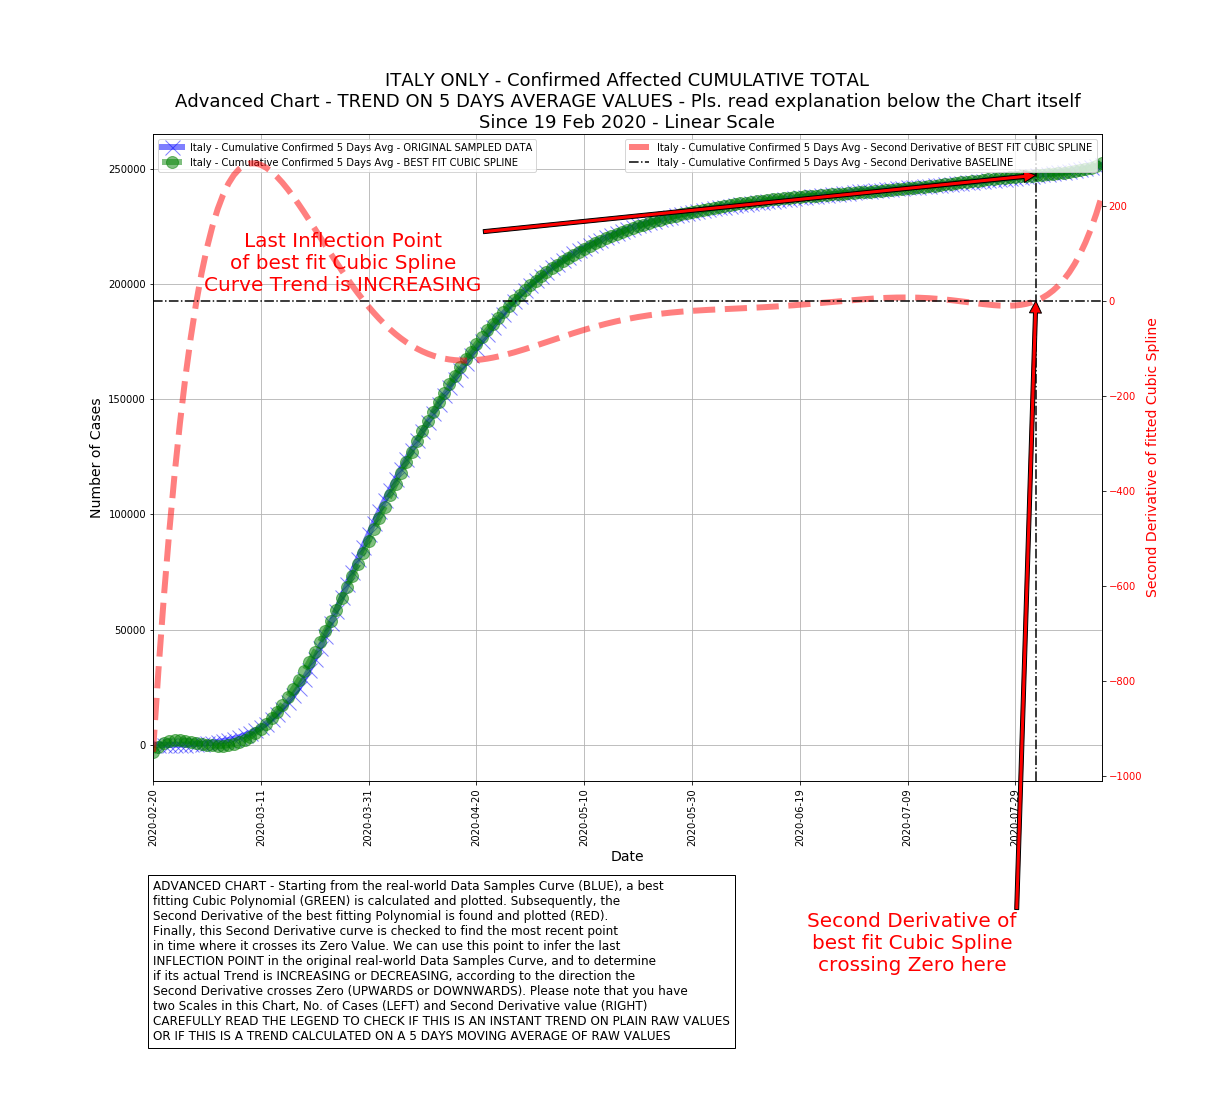 ITALY ONLY - Confirmed Affected CUMULATIVE TOTAL
Advanced Chart - TREND ON 5 DAYS AVERAGE VALUES - Pls. read explanation below the Chart itself
Since 19 Feb 2020 - Linear Scale
Italy - Cumulative Confirmed 5 Days Avg - ORIGINAL SAMPLED DATA
Italy - Cumulative Confirmed 5 Days Avg - BEST FIT CUBIC SPLINE
Italy - Cumulative Confirmed 5 Days Avg - Second Derivative of BEST FIT CUBIC SPLINE
Italy - Cumulative Confirmed 5 Days Avg - Second Derivative BASELINE
250000
200000
150000
100000
50000
0
Number of Cases
Last Inflection Point
of best fit Cubic Spline
Curve Trend is INCREASING
200
0
−200
−400
−600
−800
−1000
Second Derivative of fitted Cubic Spline
2020-02-20
2020-03-11
2020-03-31
2020-04-20
2020-05-10
2020-05-30
2020-06-19
2020-07-09
2020-07-29
Date
ADVANCED CHART - Starting from the real-world Data Samples Curve (BLUE), a best
fitting Cubic Polynomial (GREEN) is calculated and plotted. Subsequently, the
Second Derivative of the best fitting Polynomial is found and plotted (RED).
Finally, this Second Derivative curve is checked to find the most recent point
in time where it crosses its Zero Value. We can use this point to infer the last
INFLECTION POINT in the original real-world Data Samples Curve, and to determine
if its actual Trend is INCREASING or DECREASING, according to the direction the
Second Derivative crosses Zero (UPWARDS or DOWNWARDS). Please note that you have
two Scales in this Chart, No. of Cases (LEFT) and Second Derivative value (RIGHT)
CAREFULLY READ THE LEGEND TO CHECK IF THIS IS AN INSTANT TREND ON PLAIN RAW VALUES
OR IF THIS IS A TREND CALCULATED ON A 5 DAYS MOVING AVERAGE OF RAW VALUES
Second Derivative of
best fit Cubic Spline
crossing Zero here